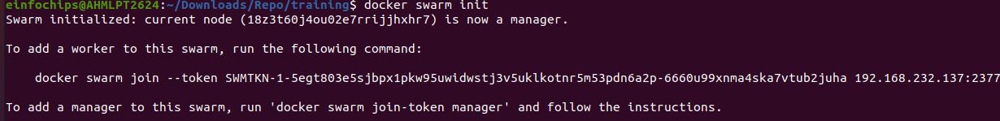 einfochips@AHMLPT2624:~/Downloads/Repo/training$ docker swarm init
Swarm initialized: current node (18z3t60j4ou02e7rrijjhxhr7) is now a manager.
To add a worker to this swarm, run the following command:
docker swarm join --token SWMTKN-1-5egt803e5sjbpx1pkw95uwidwstj3v5uklkotnr5m53pdn6a2p-6660u99xnma4ska7vtub2juha 192.168.232.137:2377
To add a manager to this swarm, run 'docker swarm join-token manager' and follow the instructions.